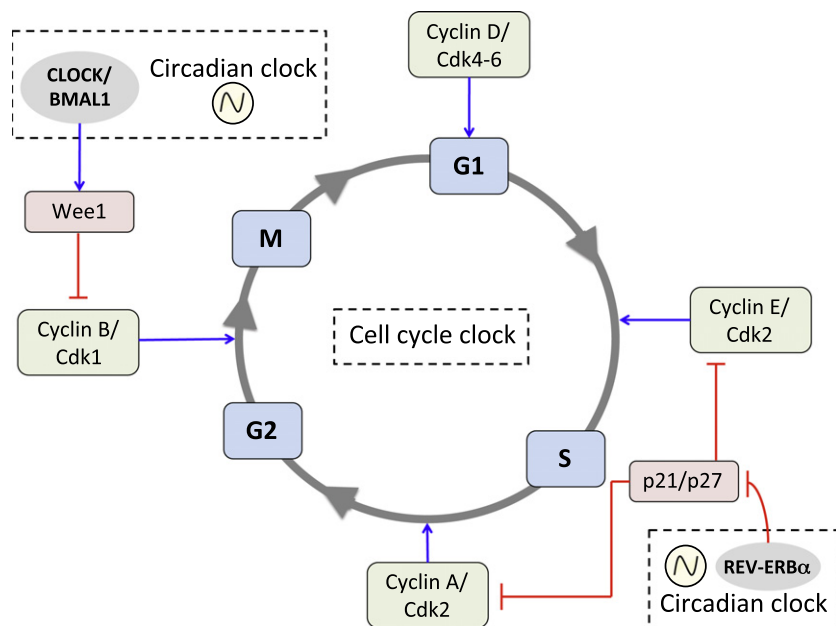 Cyclin D/
Cdk4-6
CLOCK/
BMAL1
Circadian clock
G1
Wee1
M
Cyclin B/
Cdk1
Cell cycle clock
Cyclin E/
Cdk2
G2
S
p21/p27
Cyclin A/
Cdk2
REV-ERBα
Circadian clock